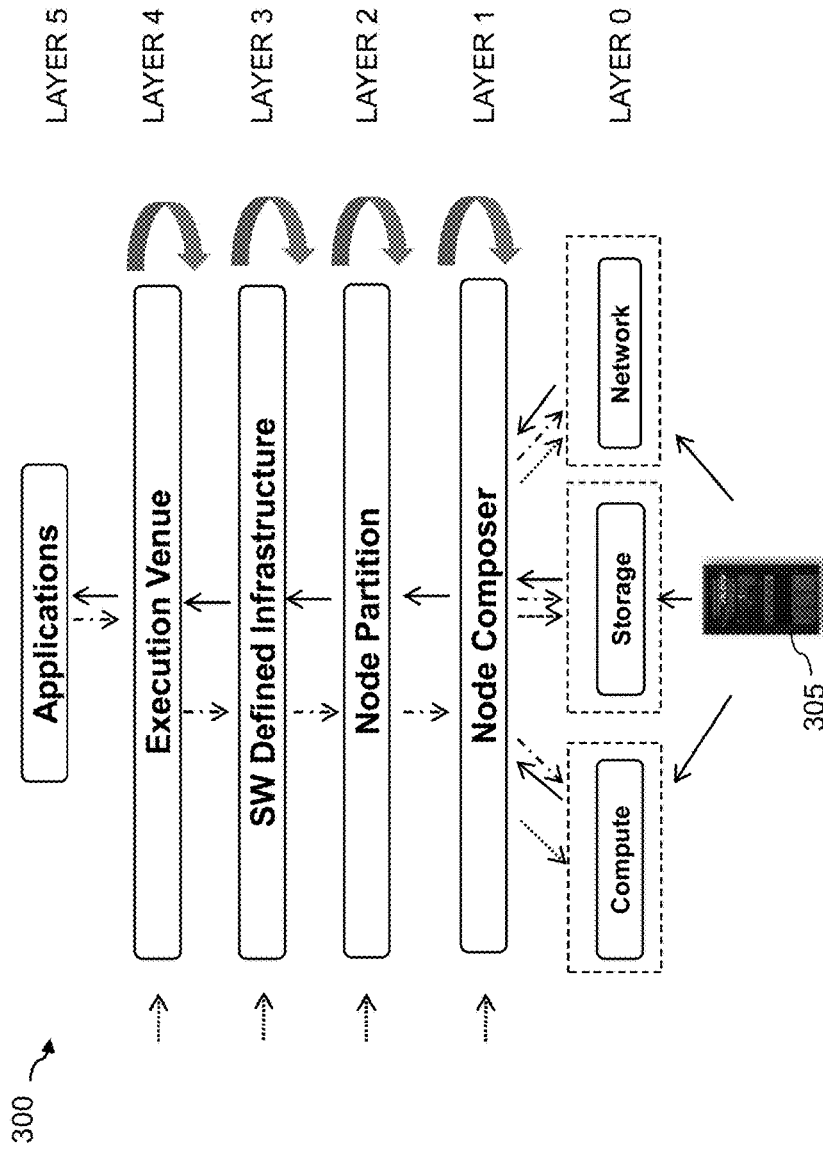 300
Applications
LAYER 5
Execution Venue
LAYER 4
SW Defined Infrastructure
LAYER 3
Node Partition
LAYER 2
Node Composer
LAYER 1
Compute
Storage
Network
LAYER 0
305